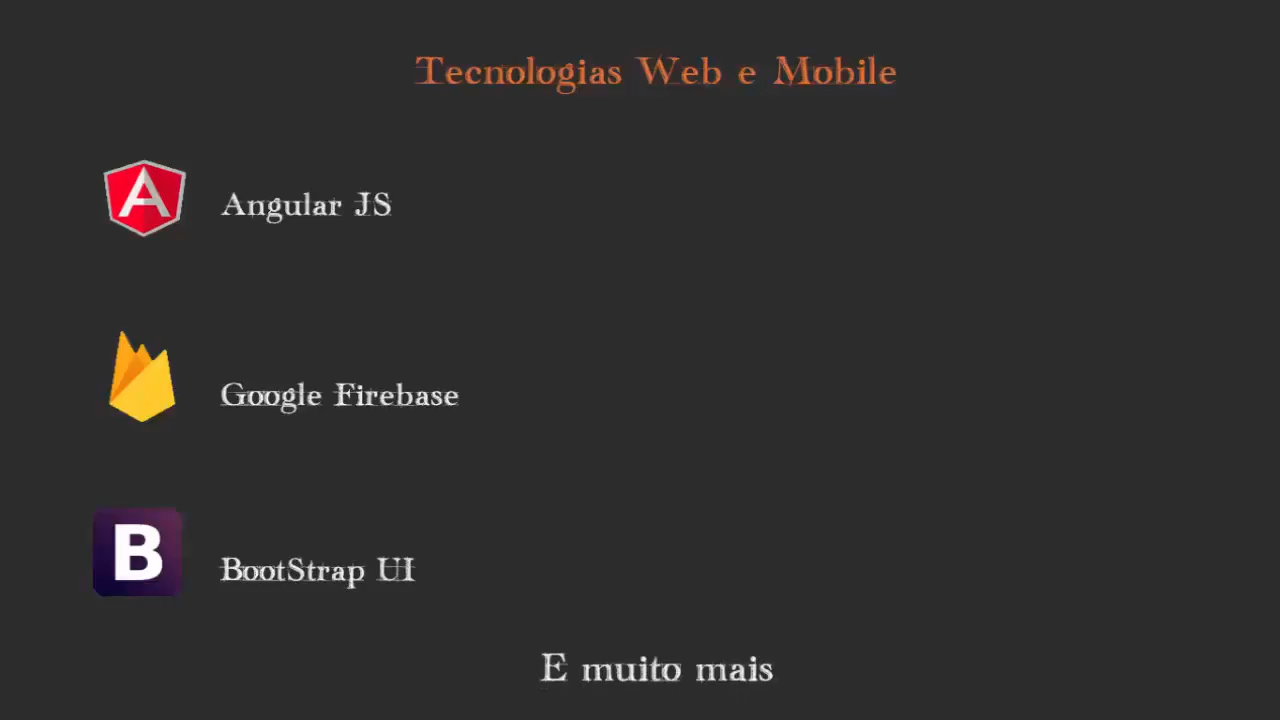 Tecnologias Web e Mobile
A
Angular JS
Google Firebase
B
BootStrap UI
E muito mais